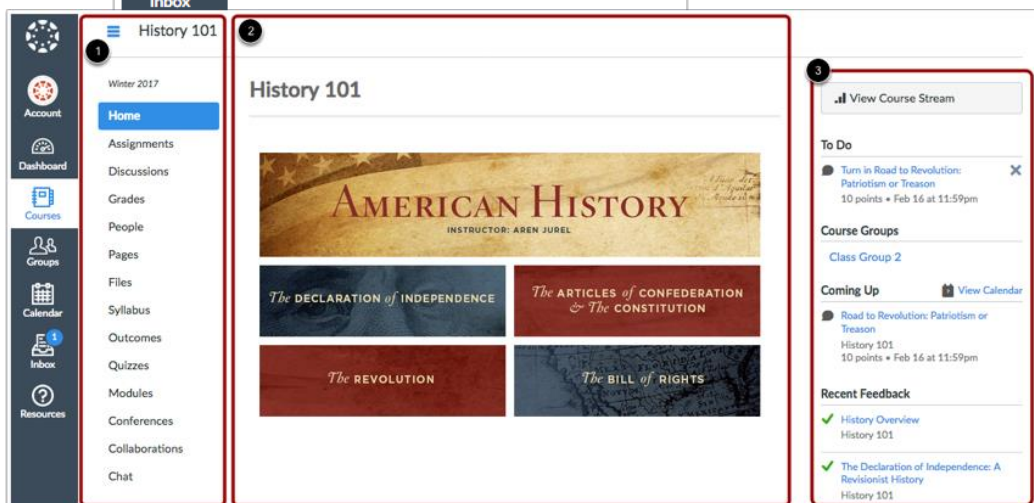 Inbox
Account
Dashboard
Courses
Groups
Calendar
1
Inbox
Resources
1
History 101
Winter 2017
Home
Assignments
Discussions
Grades
People
Pages
Files
Syllabus
Outcomes
Quizzes
Modules
Conferences
Collaborations
Chat
2
History 101
AMERICAN HISTORY
INSTRUCTOR: AREN JUREL
The DECLARATION of INDEPENDENCE
The ARTICLES of CONFEDERATION
& The CONSTITUTION
The REVOLUTION
The BILL of RIGHTS
3
View Course Stream
To Do
Turn in Road to Revolution:
Patriotism or Treason
10 points • Feb 16 at 11:59pm
Course Groups
Class Group 2
Coming Up
View Calendar
Road to Revolution: Patriotism or
Treason
History 101
10 points • Feb 16 at 11:59pm
Recent Feedback
History Overview
History 101
The Declaration of Independence: A
Revisionist History
History 101